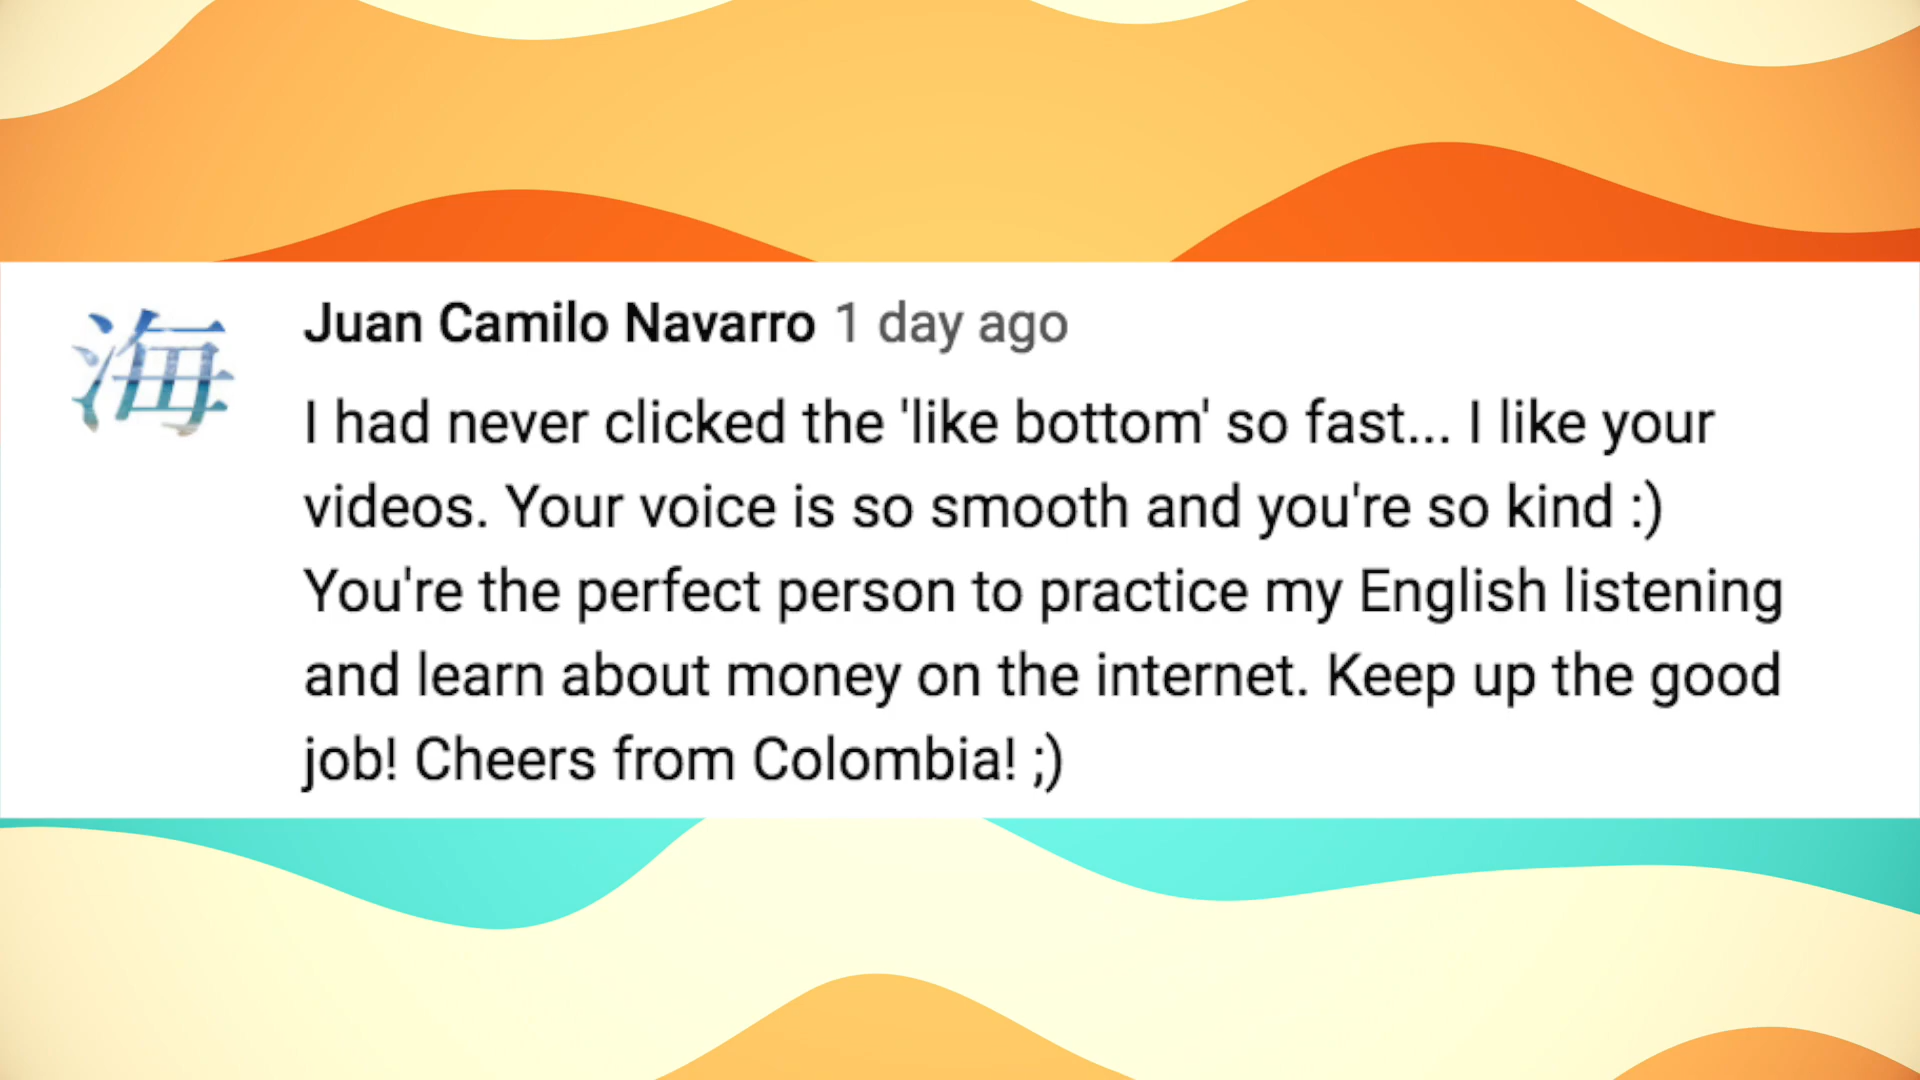 海
Juan Camilo Navarro 1 day ago
I had never clicked the 'like bottom' so fast... I like your
videos. Your voice is so smooth and you're so kind :)
You're the perfect person to practice my English listening
and learn about money on the internet. Keep up the good
job! Cheers from Colombia! ;)